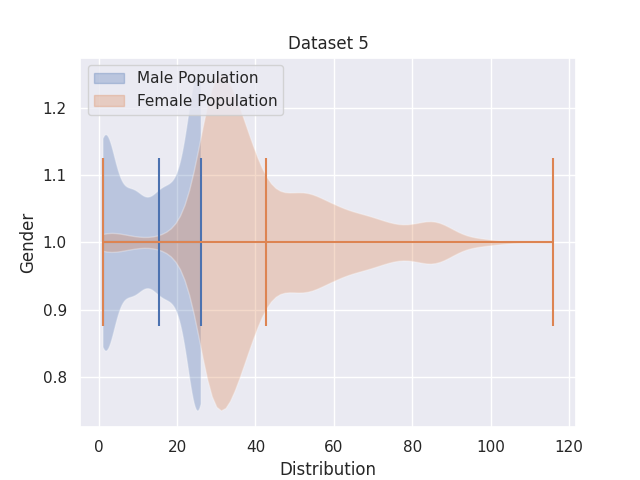 Dataset 5
Male Population
Female Population
1.2
1.1
1.0
0.9
0.8
Gender
0 20 40 60 80 100 120
Distribution